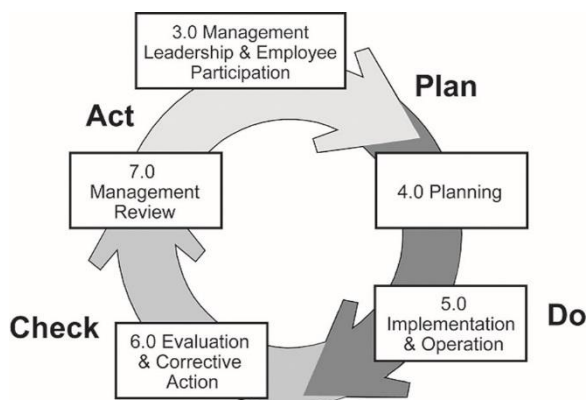 3.0 Management
Leadership & Employee
Participation
Plan
Act
7.0
Management
Review
4.0 Planning
5.0
Implementation
& Operation
Do
Check
6.0 Evaluation
& Corrective
Action